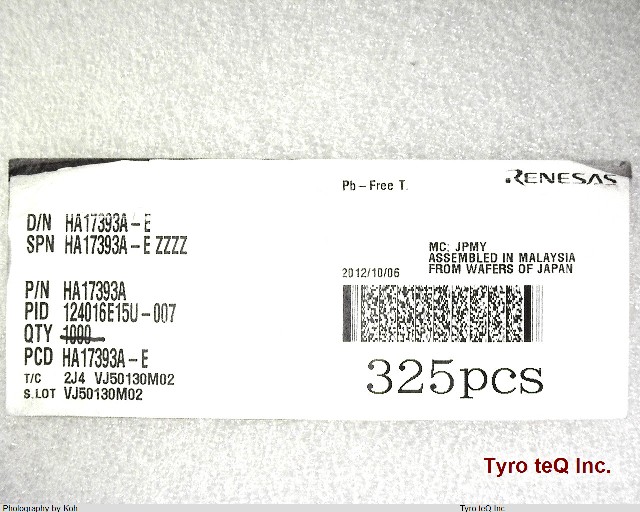 RENESAS
Pb-Free T.
D/N HA17393A-E
SPN HA17393A-E ZZZZ
MC: JPMY
ASSEMBLED IN MALAYSIA
FROM WAFERS OF JAPAN
2012/10/06
P/N HA17393A
PID 124016E15U-007
QTY 1000
PCD HA17393A-E
T/C 2J4 VJ50130M02
S.LOT VJ50130M02
325pcs
Tyro teQ Inc.
Photography by Koh
Tyro teQ Inc